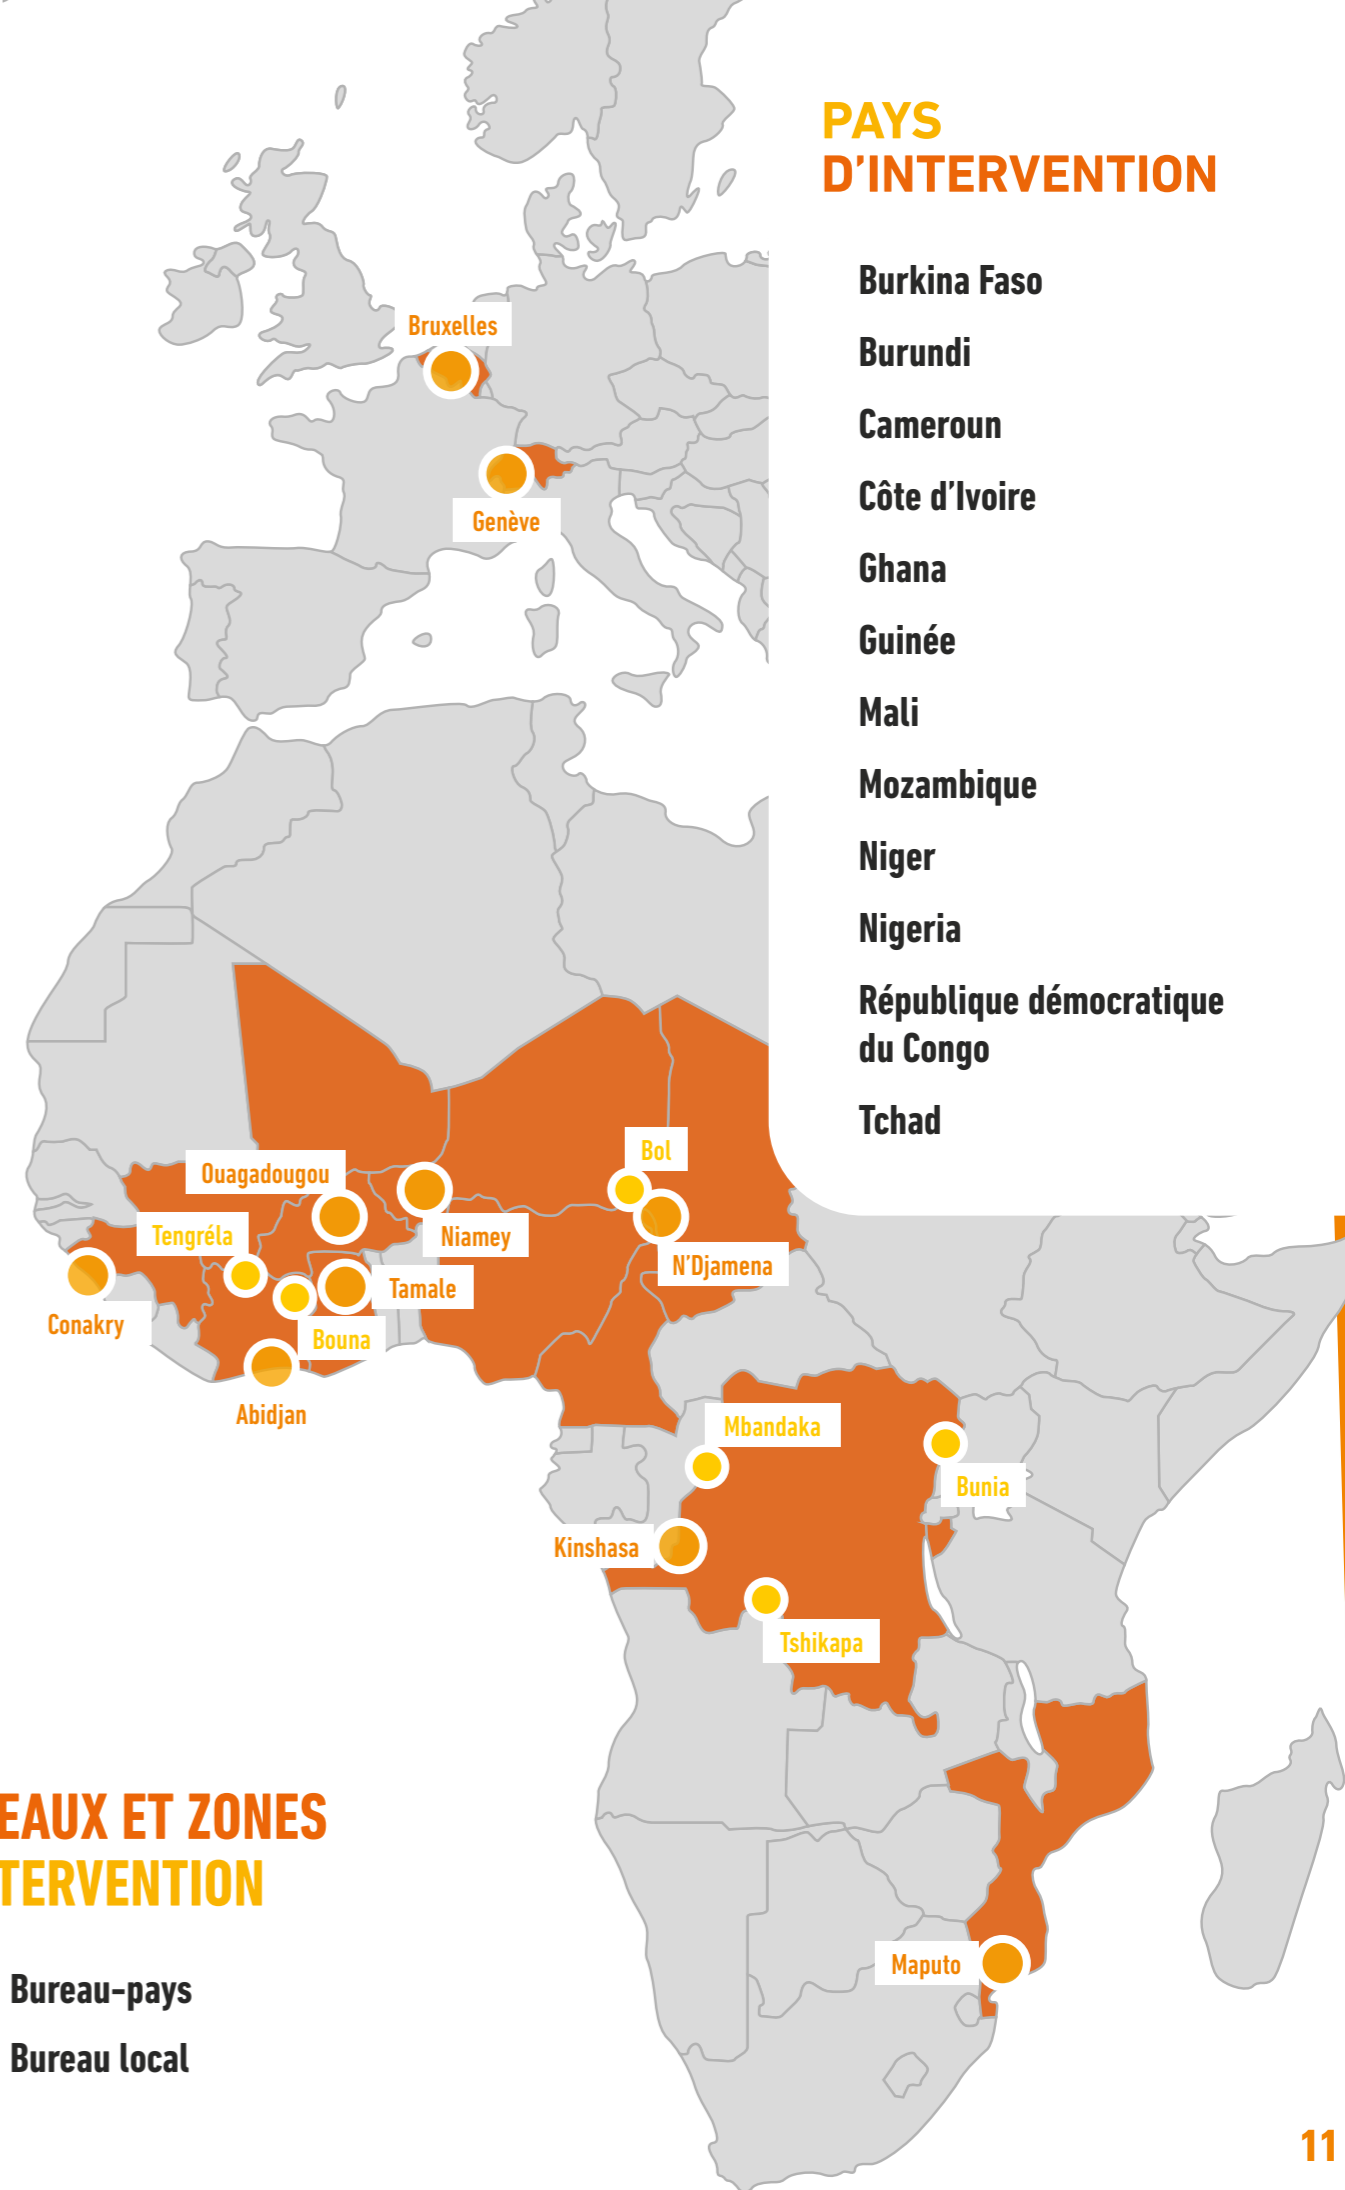 PAYS
D’INTERVENTION
Burkina Faso
Burundi
Cameroun
Côte d’Ivoire
Ghana
Guinée
Mali
Mozambique
Niger
Nigeria
République démocratique
du Congo
Tchad
Bruxelles
Genève
Bol
Ouagadougou
Tengréla
Niamey
N’Djamena
Tamale
Conakry
Bouna
Abidjan
Mbandaka
Bunia
Kinshasa
Tshikapa
Maputo
EAUX ET ZONES
TERVENTION
Bureau-pays
Bureau local
11